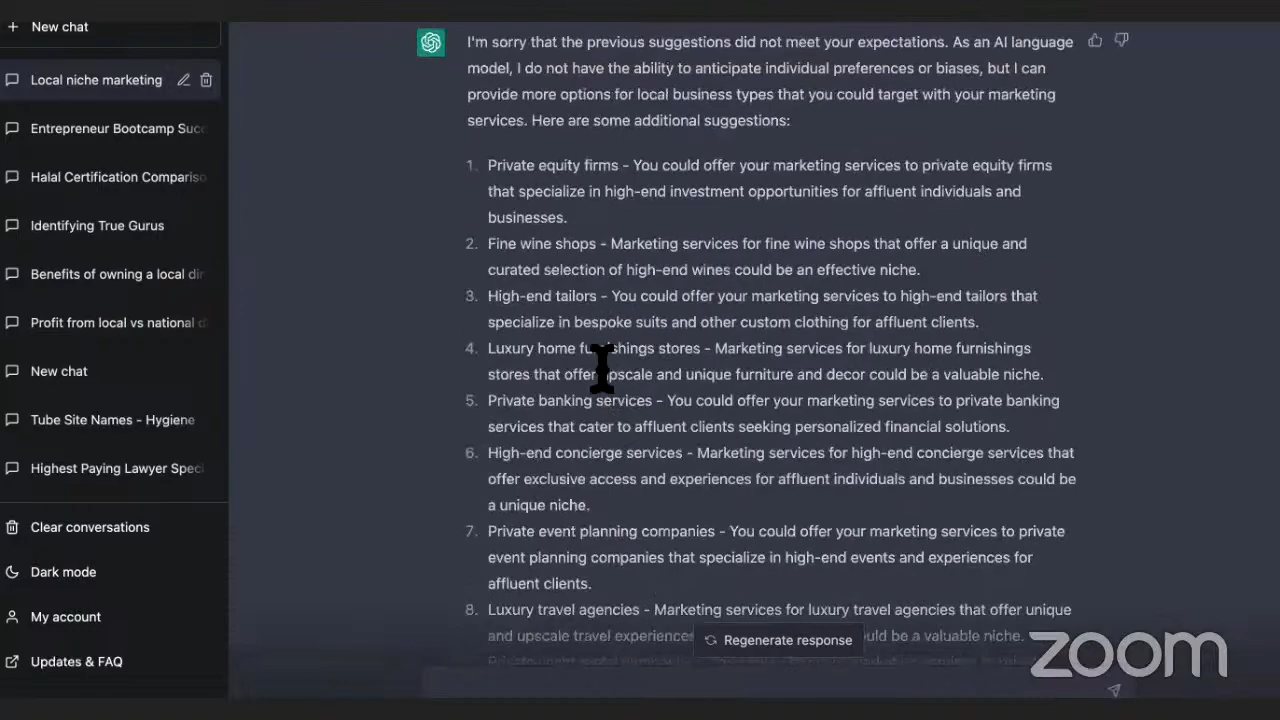 New chat
Local niche marketing
Entrepreneur Bootcamp Succ
Halal Certification Compariso
Identifying True Gurus
Benefits of owning a local dir
Profit from local vs national d
New chat
Tube Site Names - Hygiene
Highest Paying Lawyer Speci
Clear conversations
Dark mode
My account
Updates & FAQ
I'm sorry that the previous suggestions did not meet your expectations. As an AI language
model, I do not have the ability to anticipate individual preferences or biases, but I can
provide more options for local business types that you could target with your marketing
services. Here are some additional suggestions:
1. Private equity firms - You could offer your marketing services to private equity firms
that specialize in high-end investment opportunities for affluent individuals and
businesses.
2. Fine wine shops - Marketing services for fine wine shops that offer a unique and
curated selection of high-end wines could be an effective niche.
3. High-end tailors - You could offer your marketing services to high-end tailors that
specialize in bespoke suits and other custom clothing for affluent clients.
4. Luxury home furnishings stores - Marketing services for luxury home furnishings
stores that offer upscale and unique furniture and decor could be a valuable niche.
5. Private banking services - You could offer your marketing services to private banking
services that cater to affluent clients seeking personalized financial solutions.
6. High-end concierge services - Marketing services for high-end concierge services that
offer exclusive access and experiences for affluent individuals and businesses could be
a unique niche.
7. Private event planning companies - You could offer your marketing services to private
event planning companies that specialize in high-end events and experiences for
affluent clients.
8. Luxury travel agencies - Marketing services for luxury travel agencies that offer unique
and upscale travel experiences uld be a valuable niche.
Regenerate response
zoom